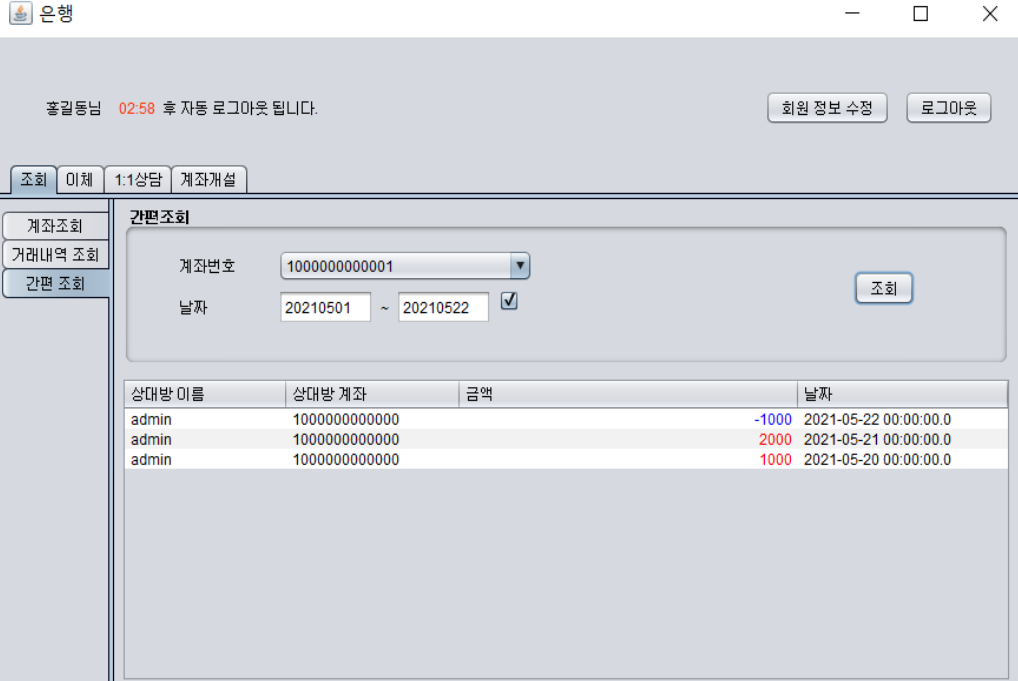 은행
홍길동님 02:58 후 자동 로그아웃 됩니다.
회원 정보 수정 로그아웃
조회 이체 1:1상담 계좌개설
계좌조회
거래내역 조회
간편 조회
간편조회
계좌번호 1000000000001
조회
날짜 20210501 ~ 20210522
상대방 이름 상대방 계좌 금액 날짜
admin 1000000000000 -1000 2021-05-22 00:00:00.0
admin 1000000000000 2000 2021-05-21 00:00:00.0
admin 1000000000000 1000 2021-05-20 00:00:00.0